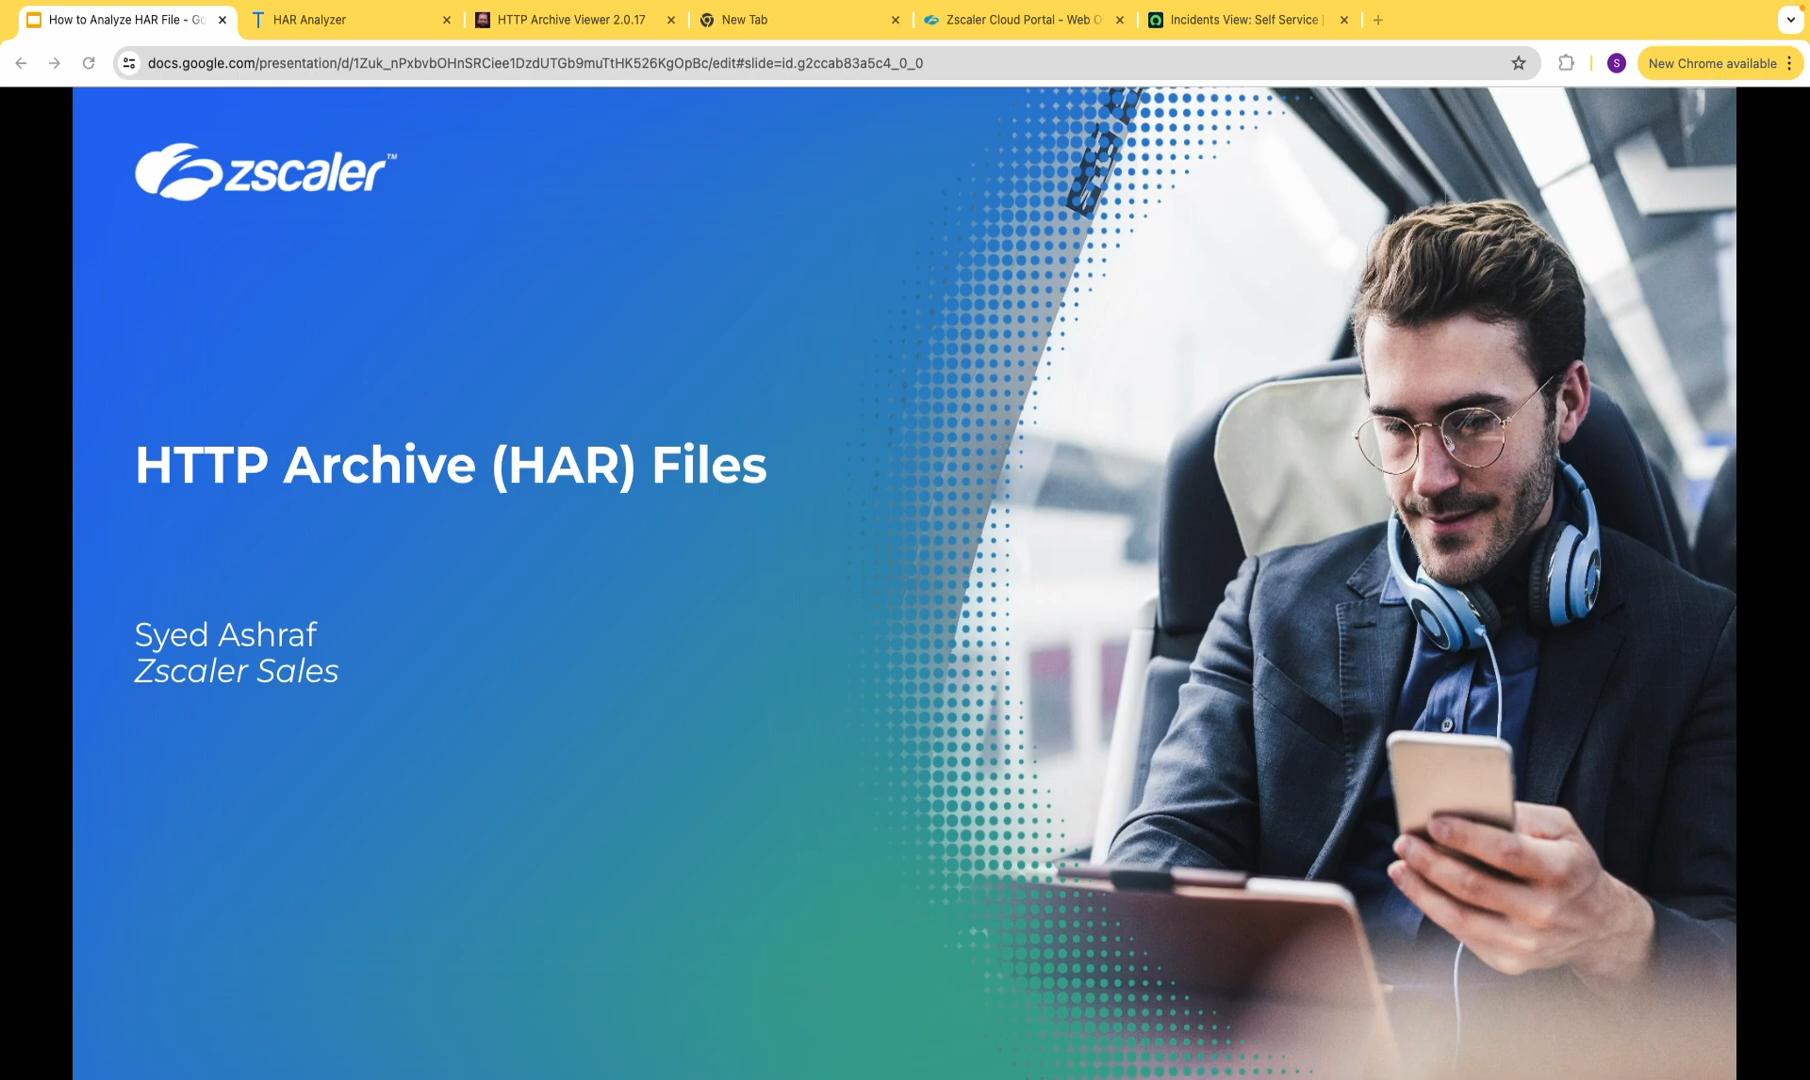 How to Analyze HAR File - Go
HAR Analyzer
HTTP Archive Viewer 2.0.17
New Tab
Zscaler Cloud Portal - Web O
Incidents View: Self Service |
docs.google.com/presentation/d/1Zuk_nPxbvbOHnSRCiee1DzdUTGb9muTtHK526KgOpBc/edit#slide=id.g2ccab83a5c4_0_0
S
New Chrome available
zscaler™
HTTP Archive (HAR) Files
Syed Ashraf
Zscaler Sales